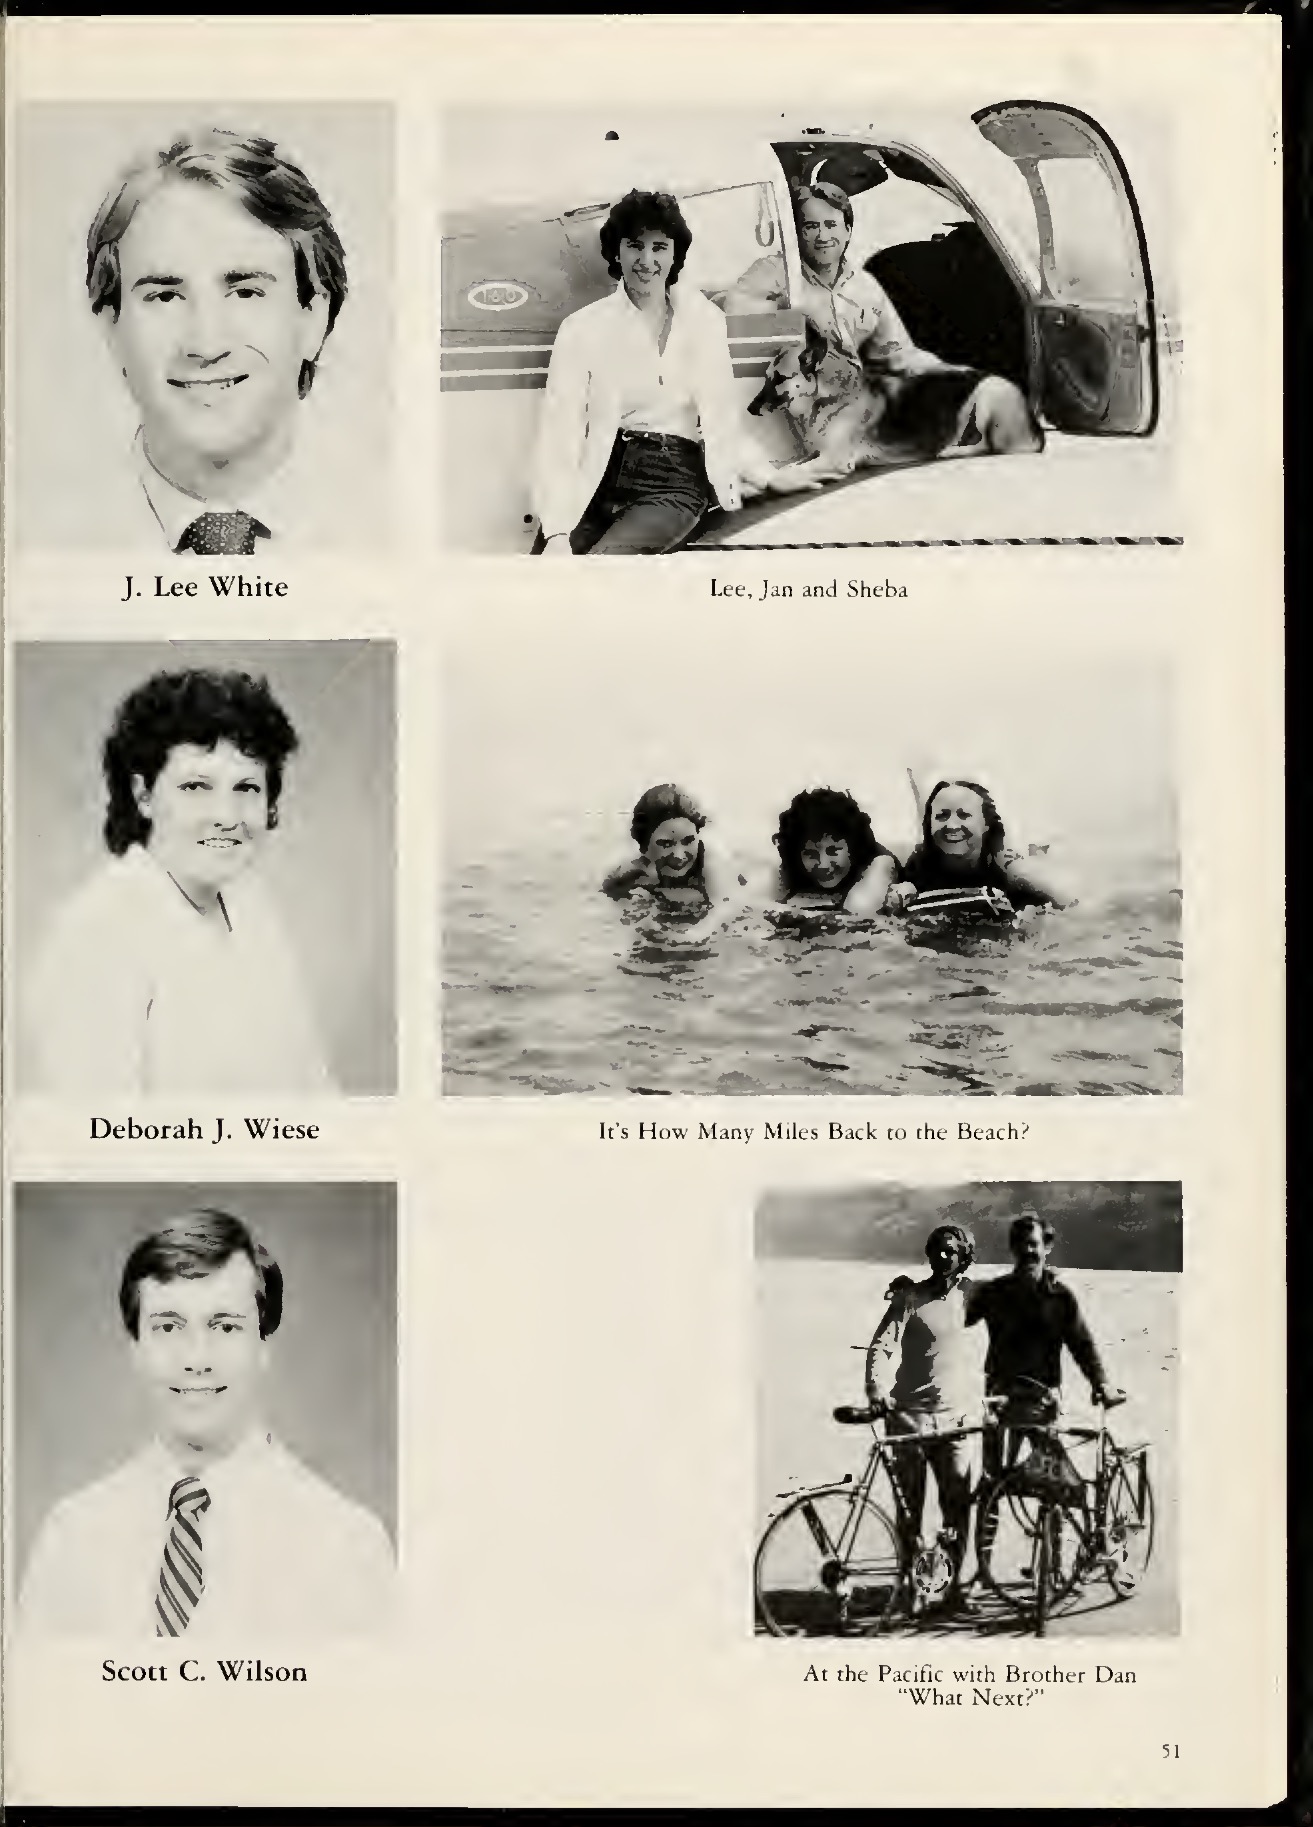 J. Lee White
Lee, Jan and Sheba
Deborah J. Wiese
It's How Many Miles Back to the Beach?
Scott C. Wilson
At the Pacific with Brother Dan
"What Next?"
51